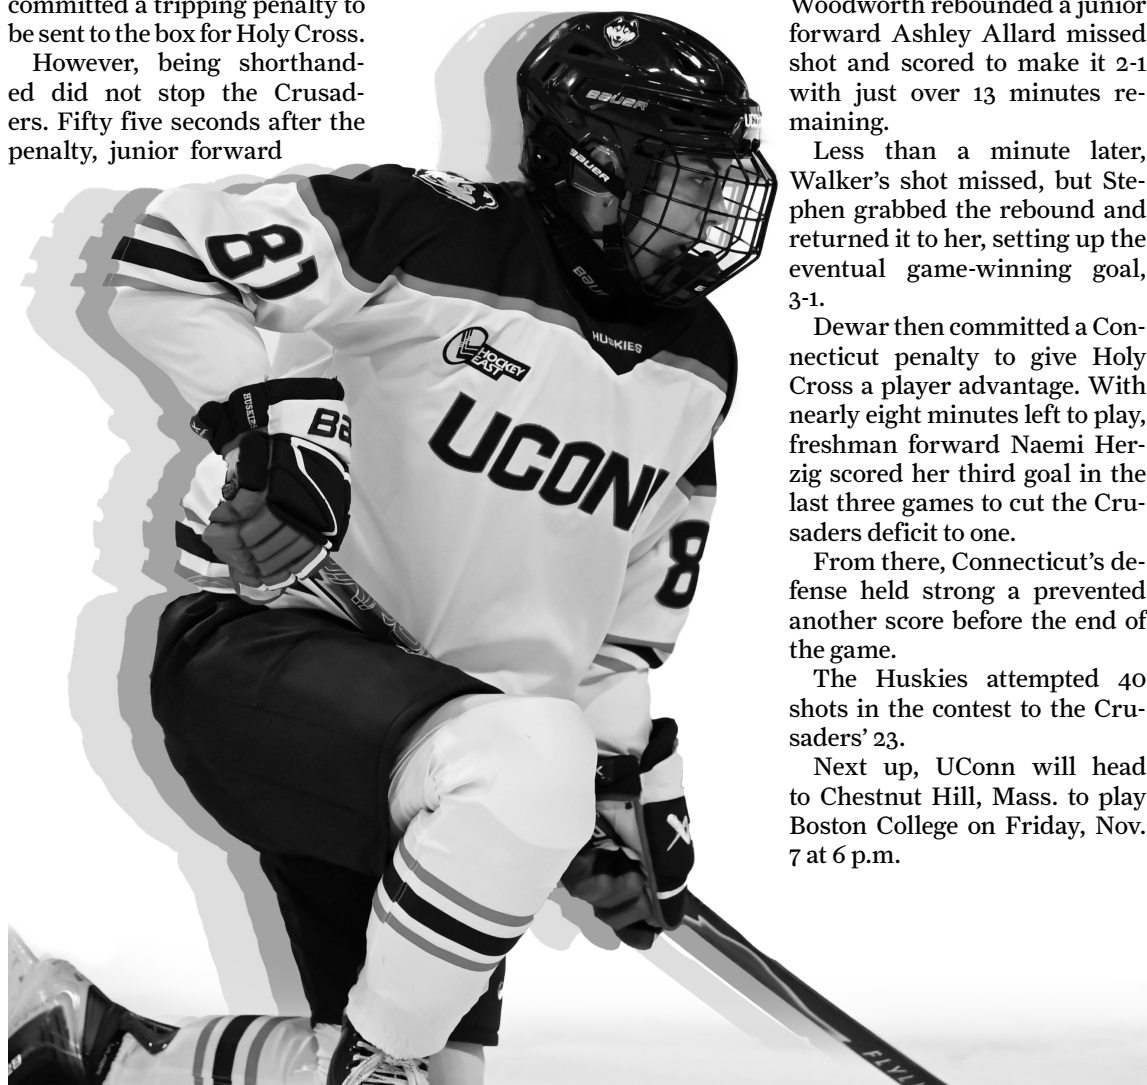 committed a tripping penalty to
be sent to the box for Holy Cross.
However, being shorthand-
ed did not stop the Crusad-
ers. Fifty five seconds after the
penalty, junior forward
BAUER
UCONN
BAUER
81
BAU
HUSKIES
HOCKEY
EAST
HUSKIES
BA
UCONN
8
FLYLI
Woodworth rebounded a junior
forward Ashley Allard missed
shot and scored to make it 2-1
with just over 13 minutes re-
maining.
Less than a minute later,
Walker’s shot missed, but Ste-
phen grabbed the rebound and
returned it to her, setting up the
eventual game-winning goal,
3-1.
Dewar then committed a Con-
necticut penalty to give Holy
Cross a player advantage. With
nearly eight minutes left to play,
freshman forward Naemi Her-
zig scored her third goal in the
last three games to cut the Cru-
saders deficit to one.
From there, Connecticut’s de-
fense held strong a prevented
another score before the end of
the game.
The Huskies attempted 40
shots in the contest to the Cru-
saders’ 23.
Next up, UConn will head
to Chestnut Hill, Mass. to play
Boston College on Friday, Nov.
7 at 6 p.m.